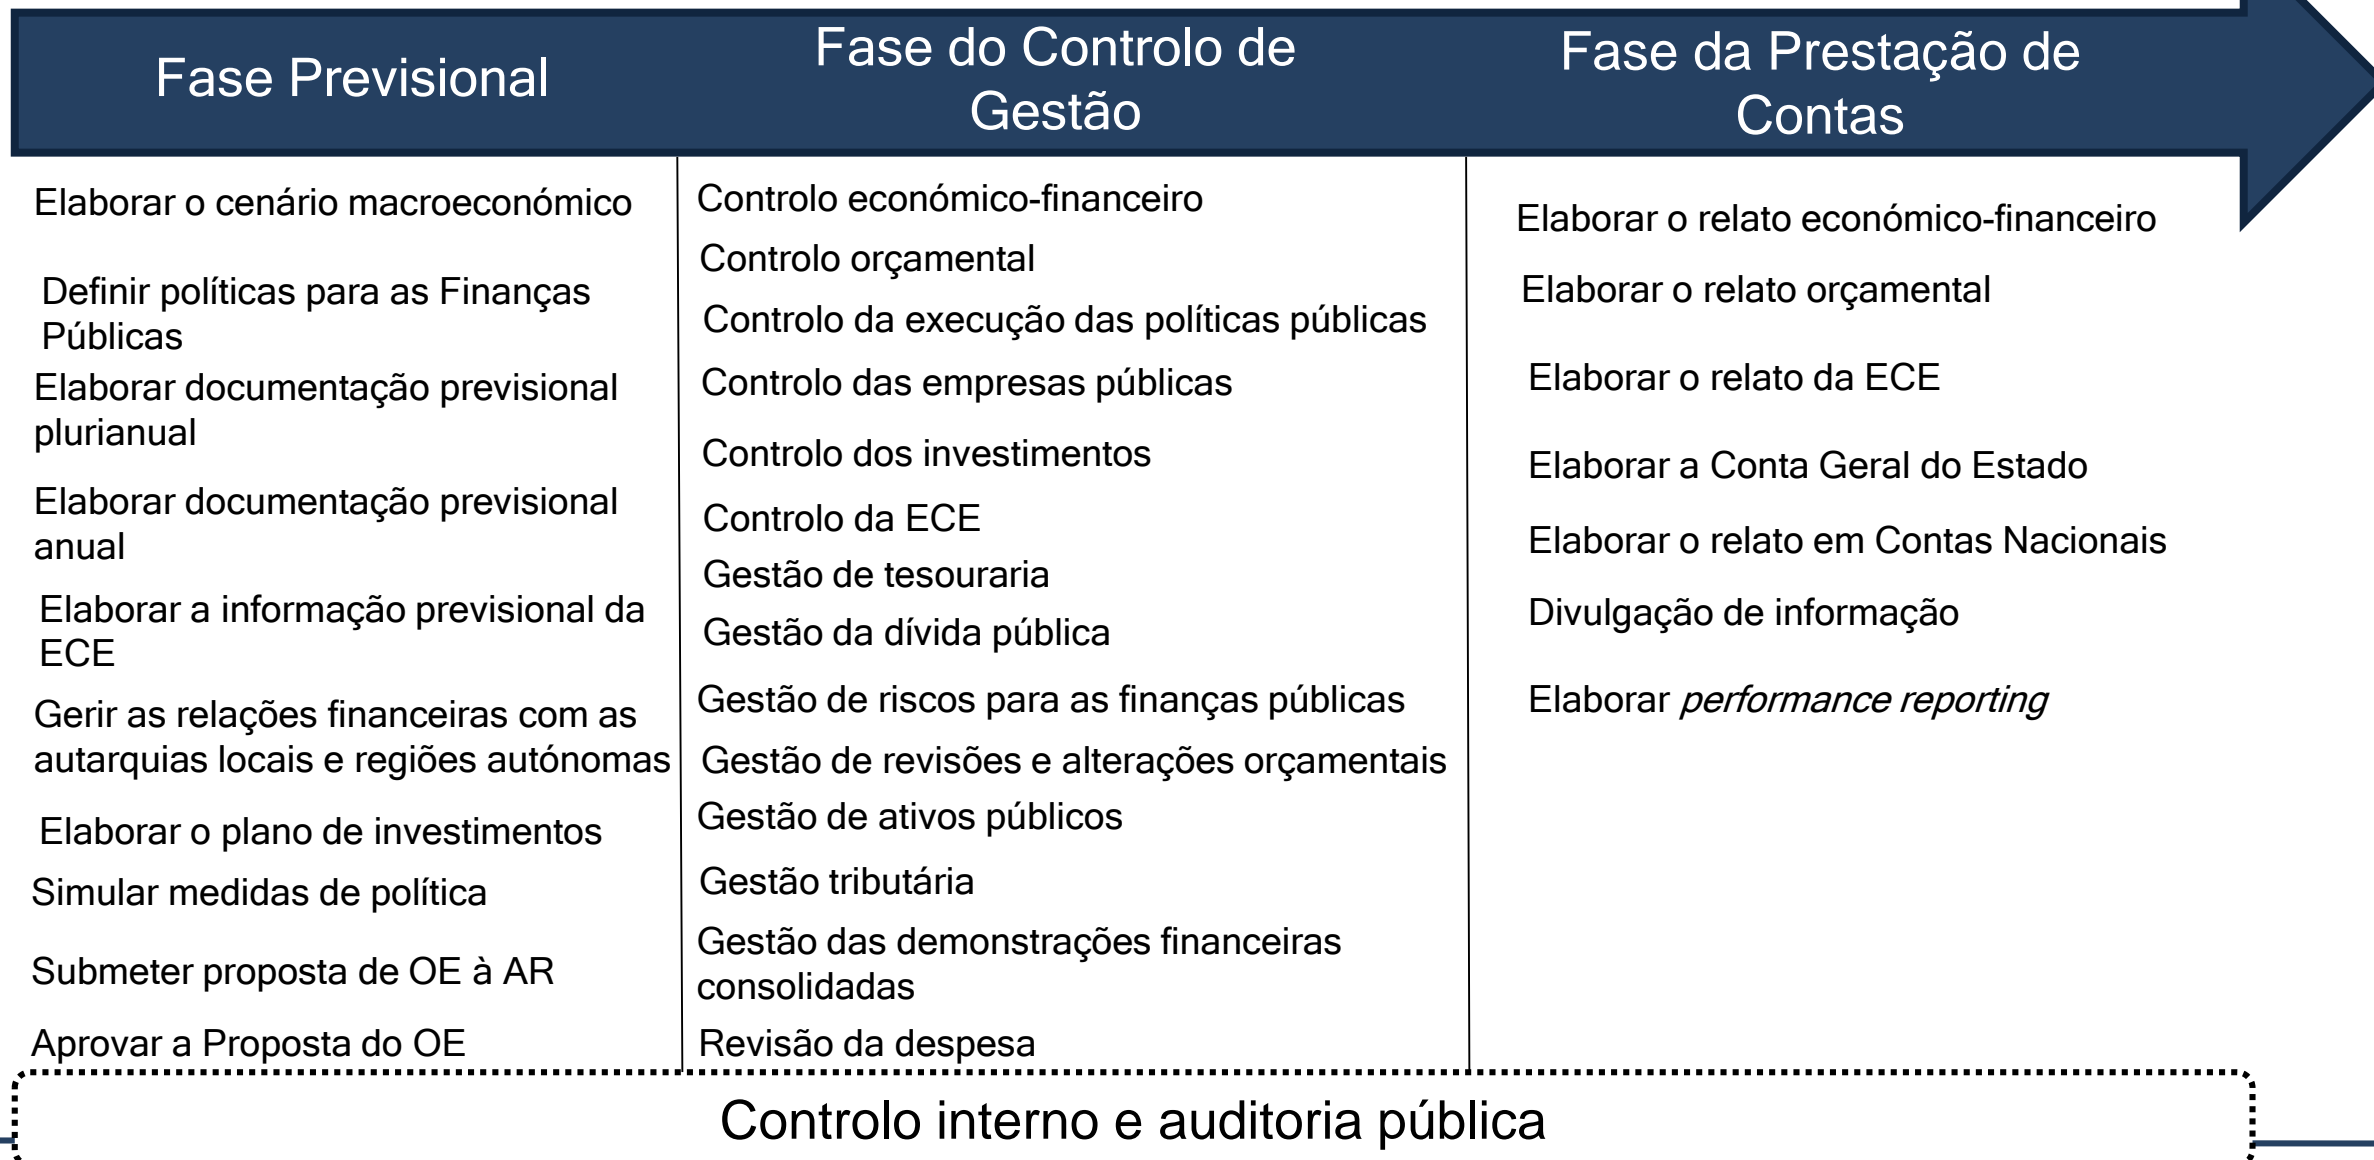 Fase Previsional
Fase do Controlo de
Gestão
Fase da Prestação de
Contas
Elaborar o cenário macroeconómico
Definir políticas para as Finanças
Públicas
Elaborar documentação previsional
plurianual
Elaborar documentação previsional
anual
Elaborar a informação previsional da
ECE
Gerir as relações financeiras com as
autarquias locais e regiões autónomas
Elaborar o plano de investimentos
Simular medidas de política
Submeter proposta de OE à AR
Aprovar a Proposta do OE
Controlo económico-financeiro
Controlo orçamental
Controlo da execução das políticas públicas
Controlo das empresas públicas
Controlo dos investimentos
Controlo da ECE
Gestão de tesouraria
Gestão da dívida pública
Gestão de riscos para as finanças públicas
Gestão de revisões e alterações orçamentais
Gestão de ativos públicos
Gestão tributária
Gestão das demonstrações financeiras
consolidadas
Revisão da despesa
Elaborar o relato económico-financeiro
Elaborar o relato orçamental
Elaborar o relato da ECE
Elaborar a Conta Geral do Estado
Elaborar o relato em Contas Nacionais
Divulgação de informação
Elaborar performance reporting
Controlo interno e auditoria pública